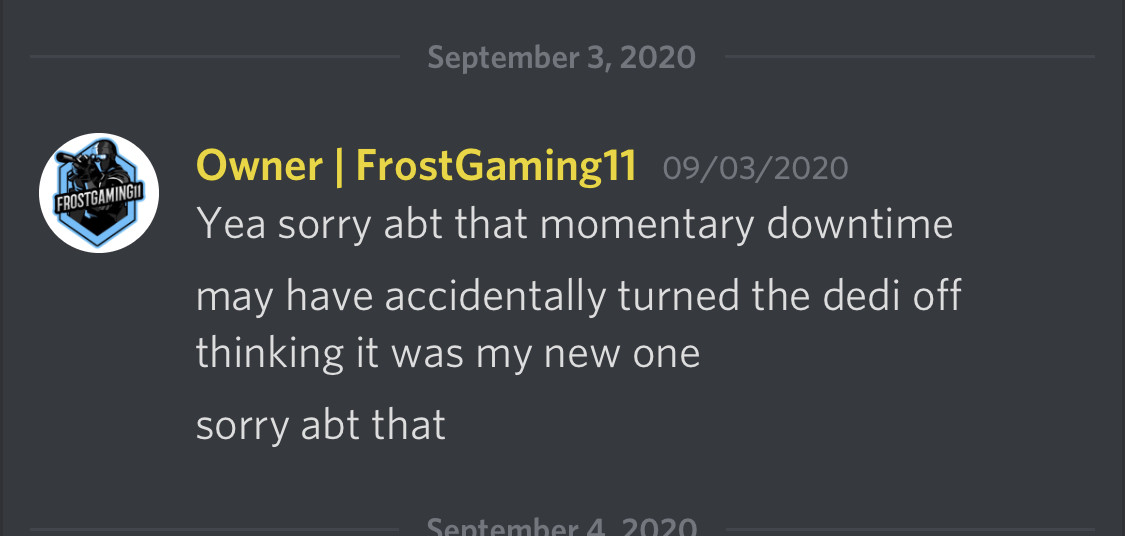 September 3, 2020
FROSTGAMING11
Owner | FrostGaming11 09/03/2020
Yea sorry abt that momentary downtime
may have accidentally turned the dedi off
thinking it was my new one
sorry abt that
September 4, 2020